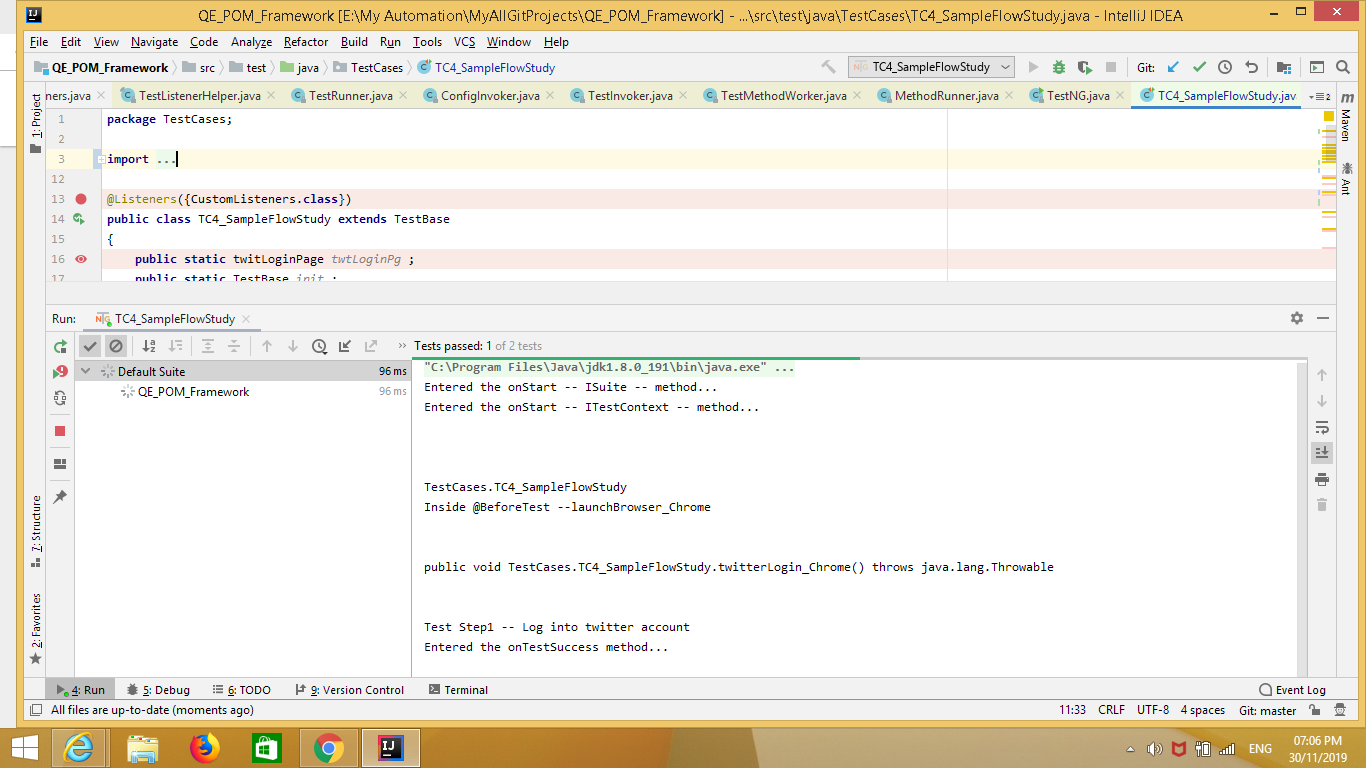 QE_POM_Framework [E:\My Automation\MyAllGitProjects\QE_POM_Framework] - ...\src\test\java\TestCases\TC4_SampleFlowStudy.java - IntelliJ IDEA
File Edit View Navigate Code Analyze Refactor Build Run Tools VCS Window Help
QE_POM_Framework src test java TestCases TC4_SampleFlowStudy TC4_SampleFlowStudy Git:
ners.java TestListenerHelper.java TestRunner.java ConfigInvoker.java TestInvoker.java TestMethodWorker.java MethodRunner.java TestNG.java TC4_SampleFlowStudy.jav 2
1: Project
Maven
Ant
1 package TestCases;
2
3 import ...
12
13 @Listeners({CustomListeners.class})
14 public class TC4_SampleFlowStudy extends TestBase
15 {
16 public static twitLoginPage twtLoginPg ;
17 public static TestBase init ;
Run: TC4_SampleFlowStudy
>> Tests passed: 1 of 2 tests
Default Suite 96 ms
QE_POM_Framework 96 ms
"C:\Program Files\Java\jdk1.8.0_191\bin\java.exe" ...
Entered the onStart -- ISuite -- method...
Entered the onStart -- ITestContext -- method...
TestCases.TC4_SampleFlowStudy
Inside @BeforeTest --launchBrowser_Chrome
public void TestCases.TC4_SampleFlowStudy.twitterLogin_Chrome() throws java.lang.Throwable
Test Step1 -- Log into twitter account
Entered the onTestSuccess method...
7: Structure
2: Favorites
4: Run 5: Debug 6: TODO 9: Version Control Terminal Event Log
All files are up-to-date (moments ago) 11:33 CRLF UTF-8 4 spaces Git: master
ENG 07:06 PM
30/11/2019